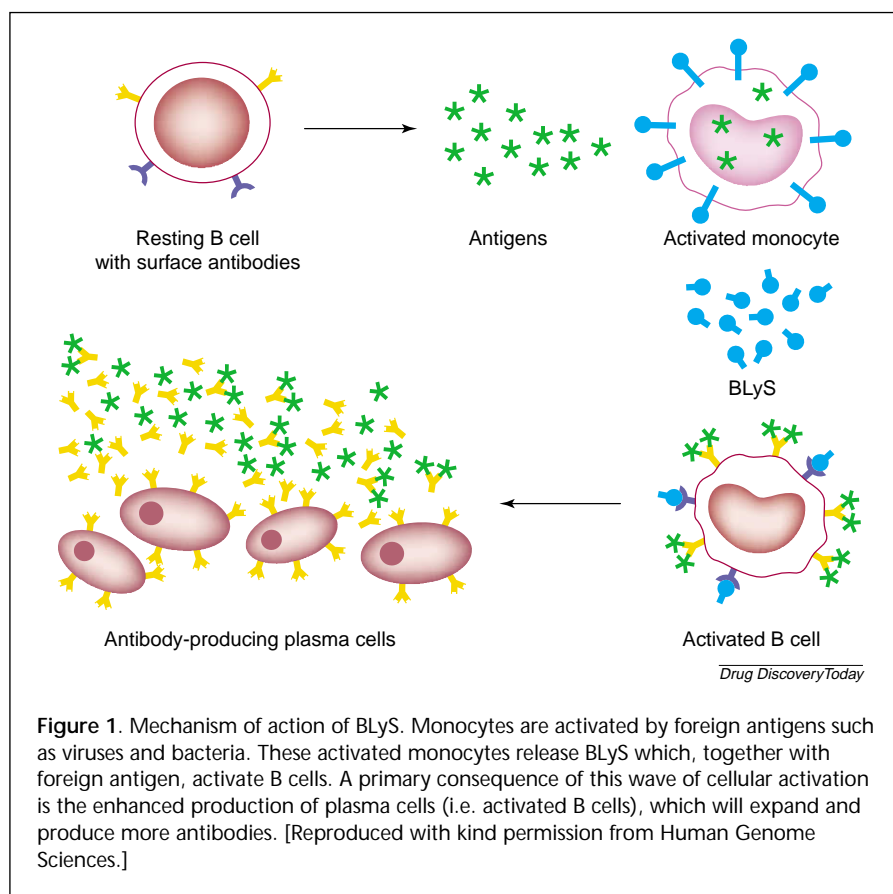 Resting B cell
with surface antibodies
Antigens
Activated monocyte
BLyS
Antibody-producing plasma cells
Activated B cell
Drug DiscoveryToday
Figure 1. Mechanism of action of BLyS. Monocytes are activated by foreign antigens such
as viruses and bacteria. These activated monocytes release BLyS which, together with
foreign antigen, activate B cells. A primary consequence of this wave of cellular activation
is the enhanced production of plasma cells (i.e. activated B cells), which will expand and
produce more antibodies. [Reproduced with kind permission from Human Genome
Sciences.]